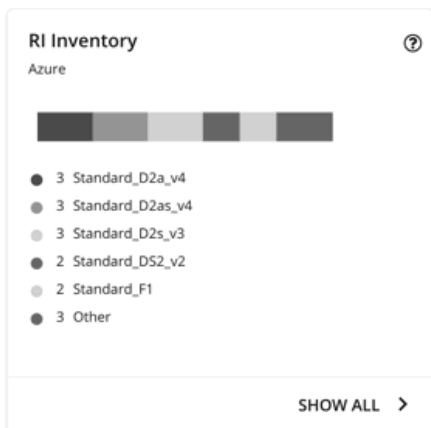 RI Inventory
Azure
3 Standard_D2a_v4
3 Standard_D2as_v4
3 Standard_D2s_v3
2 Standard_DS2_v2
2 Standard_F1
3 Other
SHOW ALL